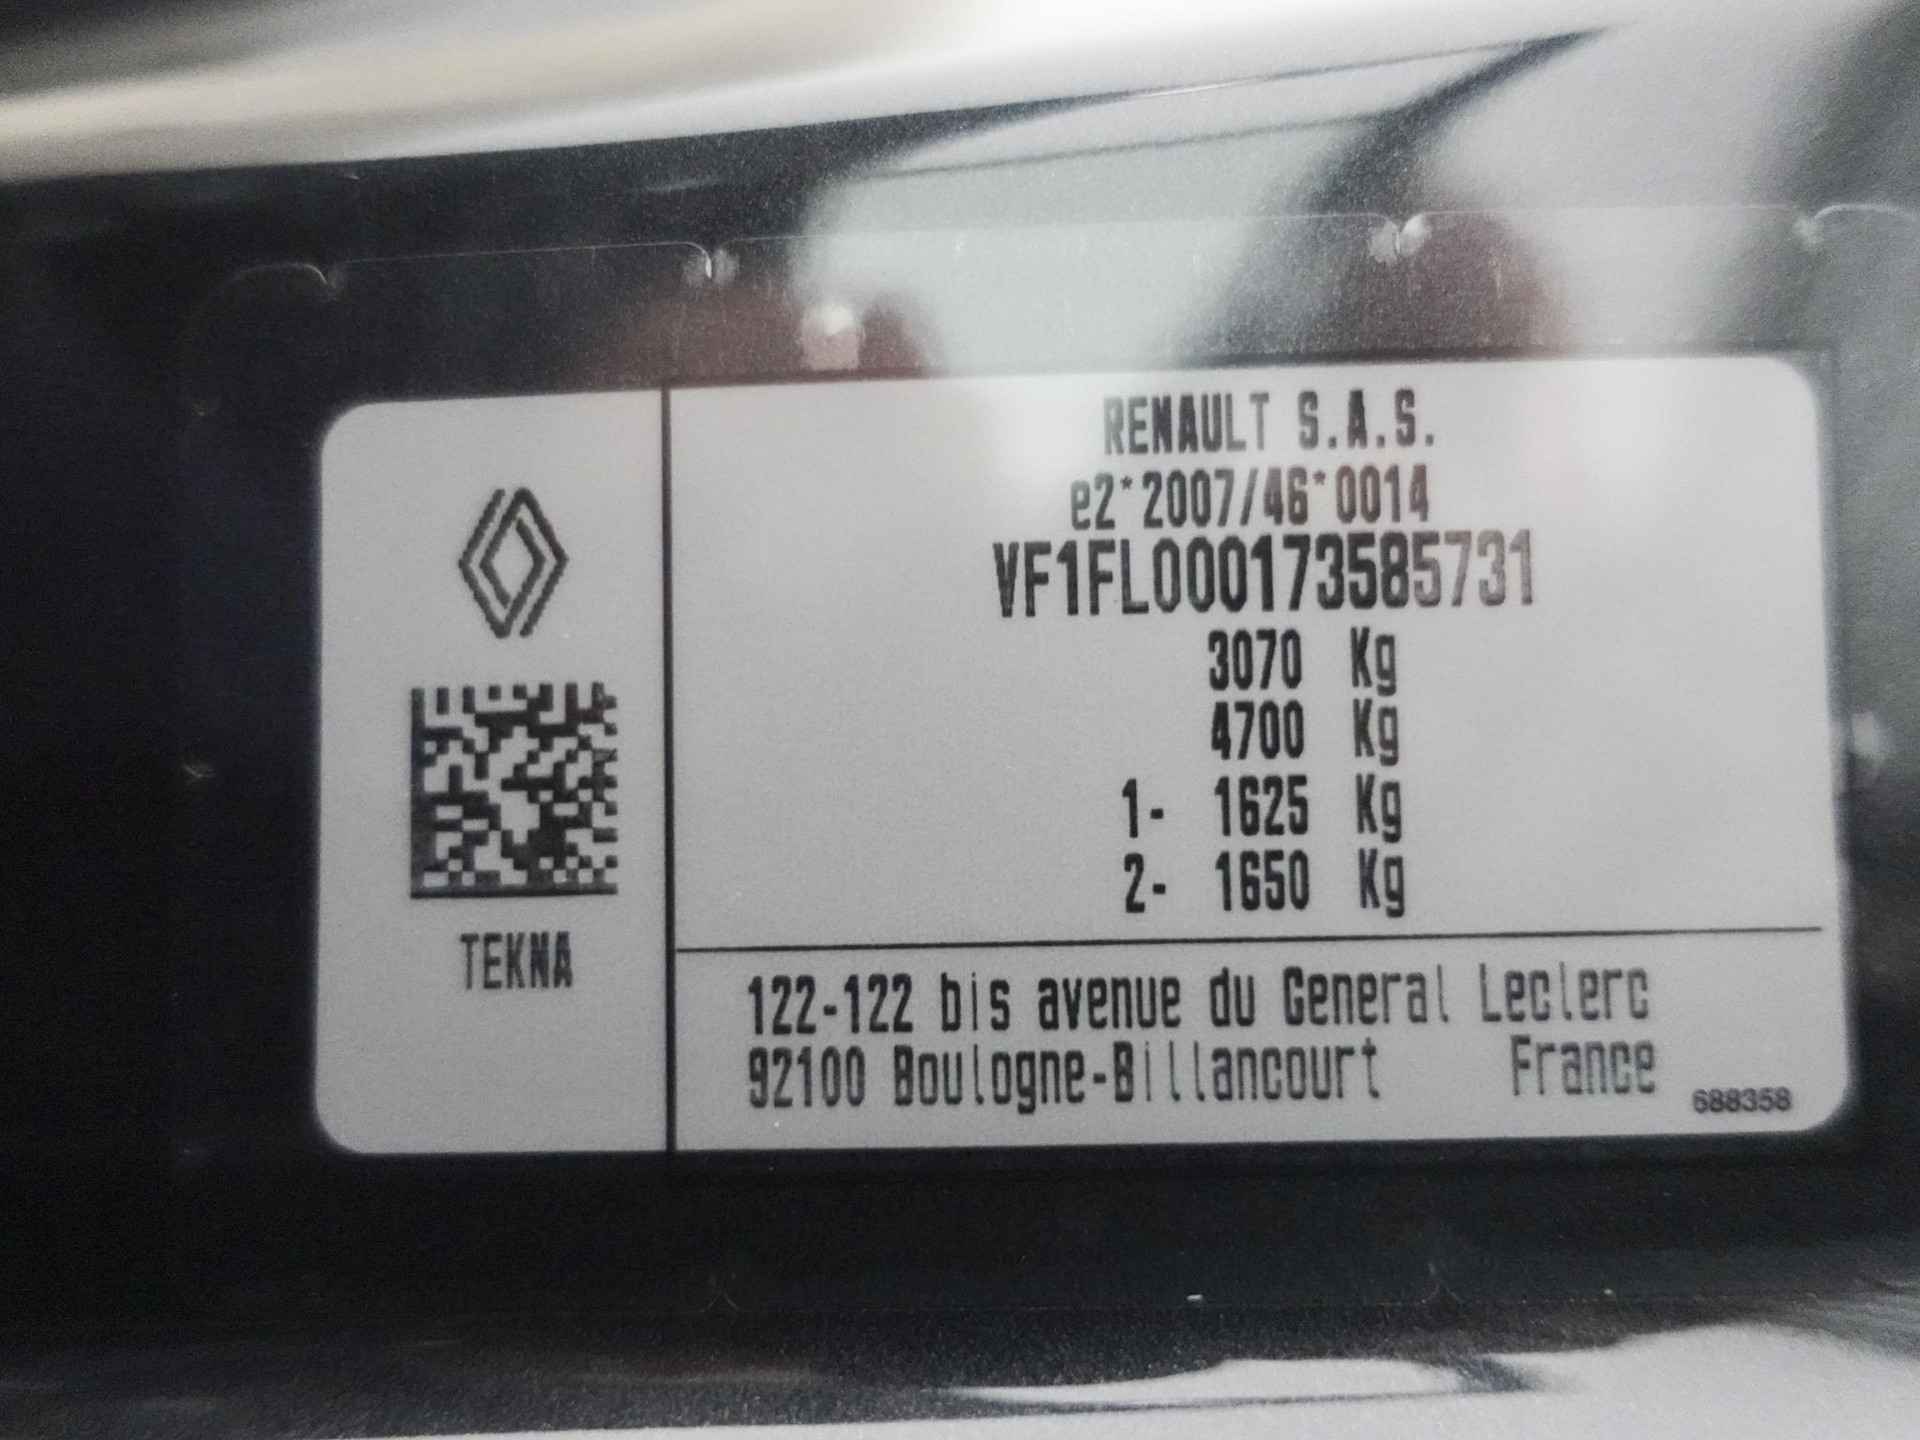 RENAULT S.A.S.
e2*2007/46*0014
VF1FL000173585731
3070 Kg
4700 Kg
1- 1625 Kg
2- 1650 Kg
TEKNA
122-122 bis avenue du General Leclerc
92100 Boulogne-Billancourt France
688358